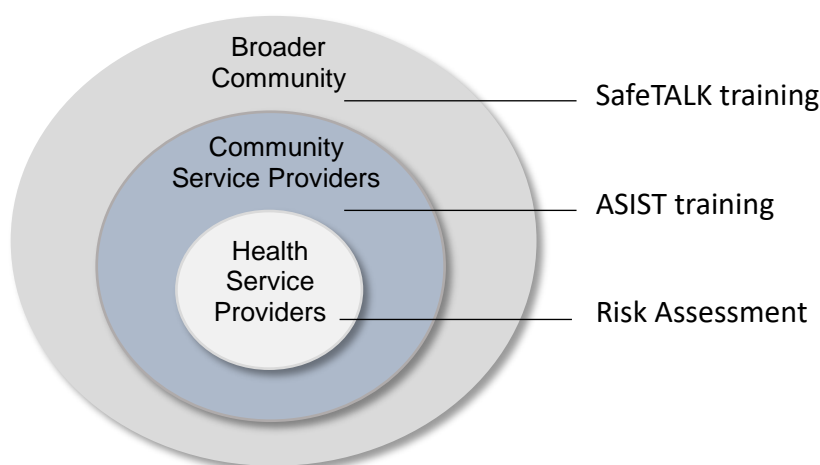 Broader
Community
SafeTALK training
Community
Service Providers
ASIST training
Health
Service
Providers
Risk Assessment